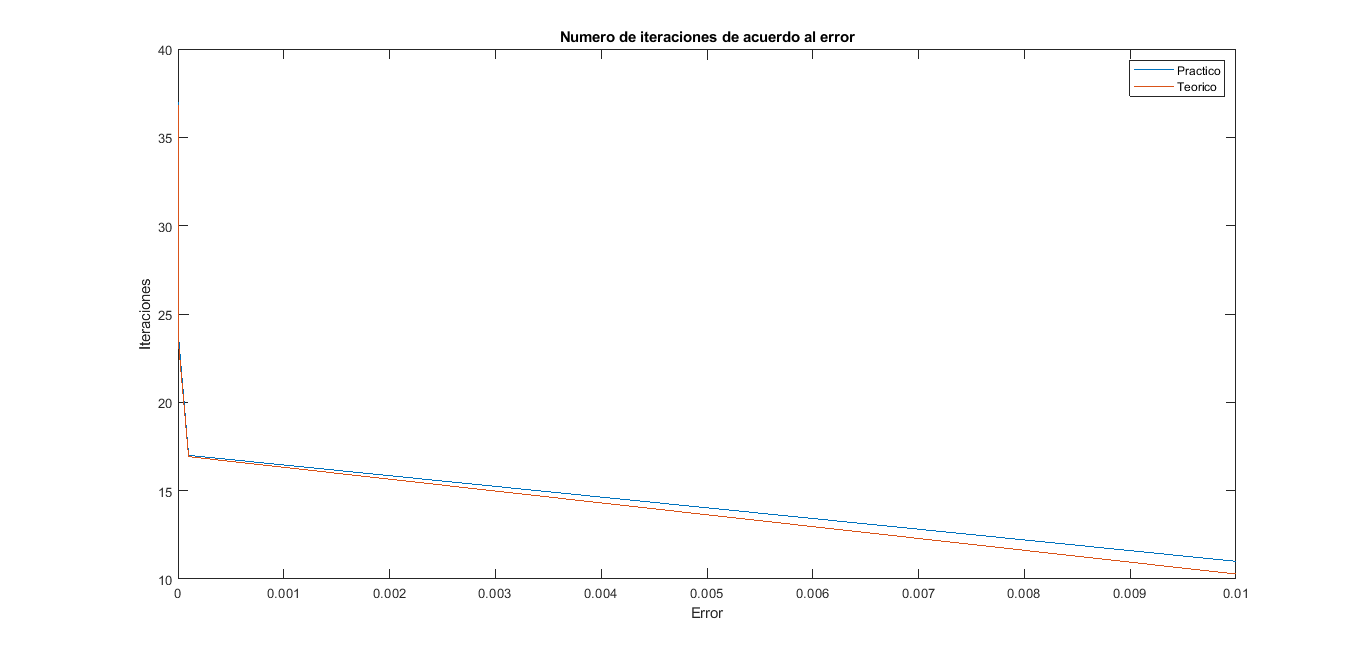 Numero de iteraciones de acuerdo al error
40
Practico
Teorico
35
30
Iteraciones
25
20
15
10
0 0.001 0.002 0.003 0.004 0.005 0.006 0.007 0.008 0.009 0.01
Error